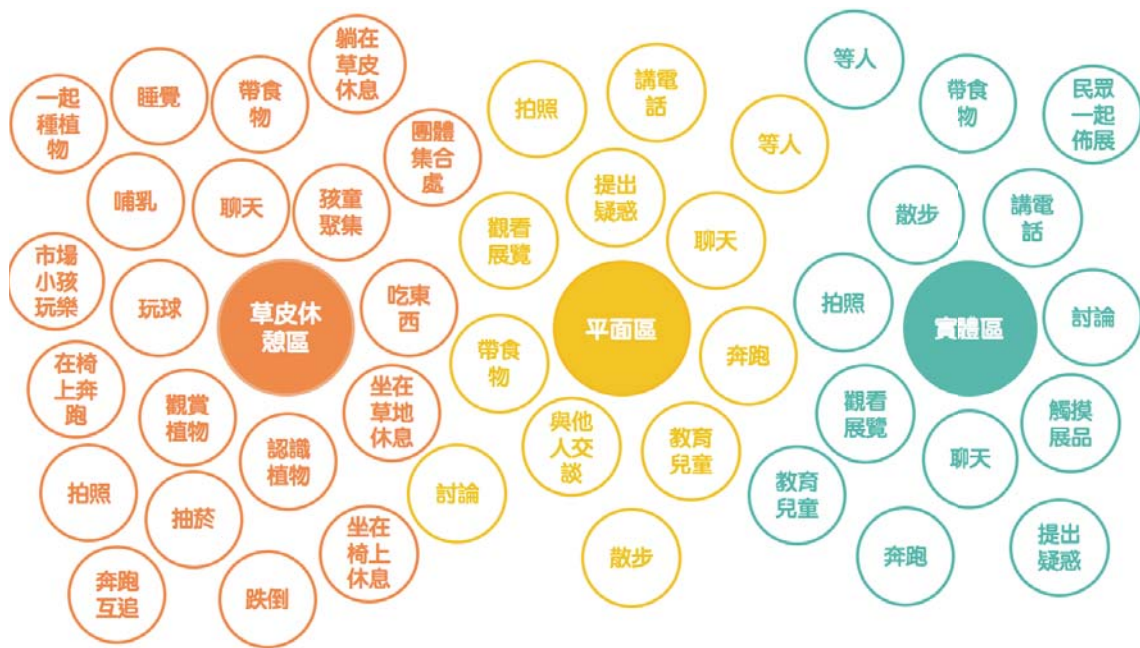 躺在
草皮
休息
一起
種植
物
睡覺
帶食
物
團體
集合
處
哺乳
聊天
孩童
聚集
市場
小孩
玩樂
玩球
草皮休
憩區
吃東
西
在椅
上奔
跑
觀賞
植物
認識
植物
坐在
草地
休息
拍照
抽菸
坐在
椅上
休息
奔跑
互追
跌倒
拍照
講電
話
等人
提出
疑惑
觀看
展覽
聊天
平面區
帶食
物
奔跑
與他
人交
談
教育
兒童
討論
散步
等人
帶食
物
民眾
一起
佈展
散步
講電
話
拍照
實體區
討論
觀看
展覽
觸摸
展品
聊天
教育
兒童
奔跑
提出
疑惑